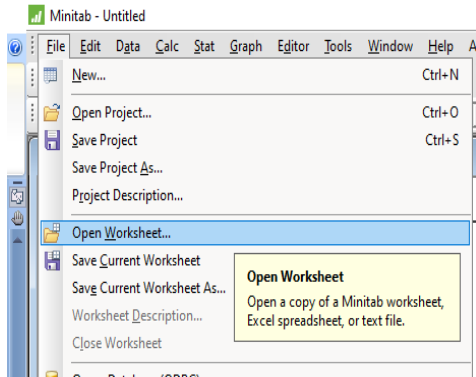 Minitab - Untitled
File Edit Data Calc Stat Graph Editor Tools Window Help A
New... Ctrl+N
Open Project... Ctrl+O
Save Project Ctrl+S
Save Project As...
Project Description...
Open Worksheet...
Save Current Worksheet
Save Current Worksheet As...
Worksheet Description...
Close Worksheet
Open Worksheet
Open a copy of a Minitab worksheet,
Excel spreadsheet, or text file.